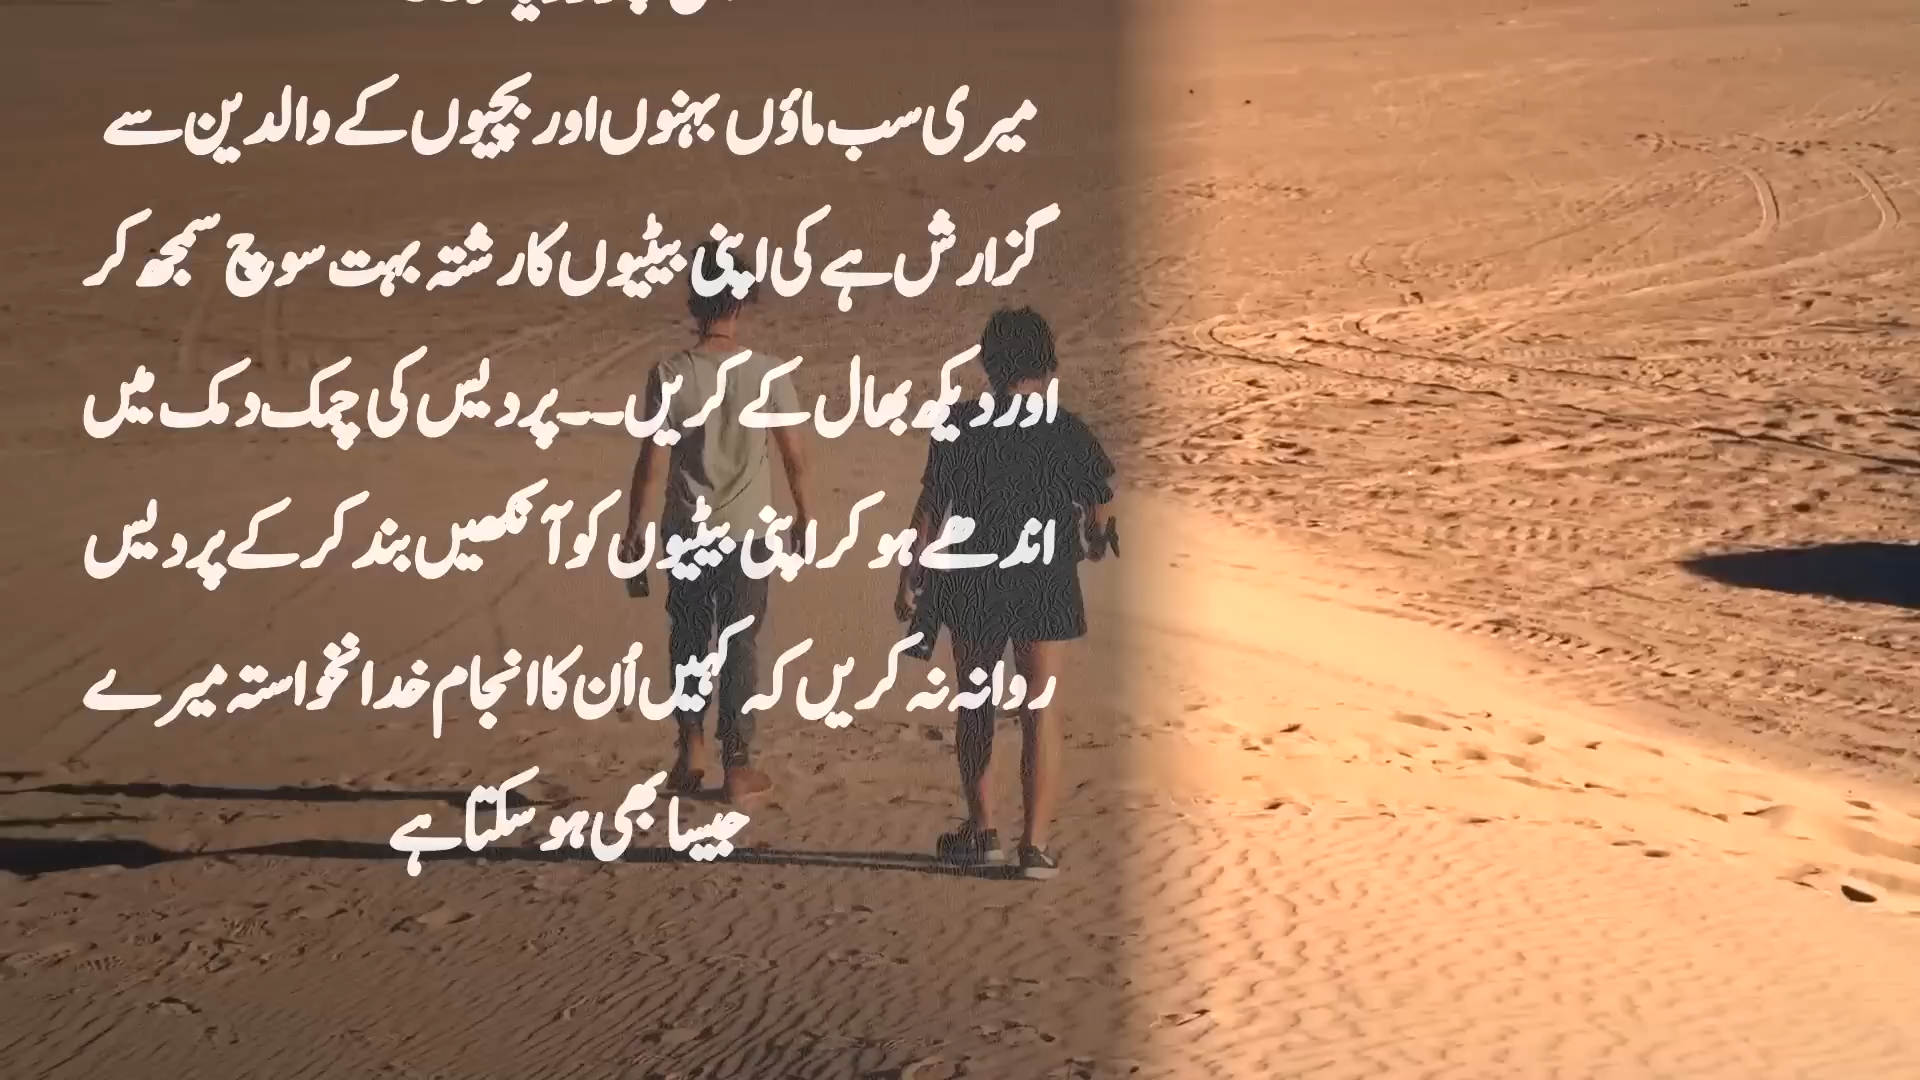 میری سب ماؤں بہنوں اور بچیوں کے والدین سے
گزارش ہے کی اپنی بیٹیوں کا رشتہ بہت سوچ سمجھ کر
اور دیکھ بھال کے کریں۔۔ پردیس کی چمک دمک میں
اندھے ہو کر اپنی بیٹیوں کو آنکھیں بند کر کے پردیس
روانہ نہ کریں کہ کہیں اُن کا انجام خدانخواستہ میرے
جیسا بھی ہو سکتا ہے